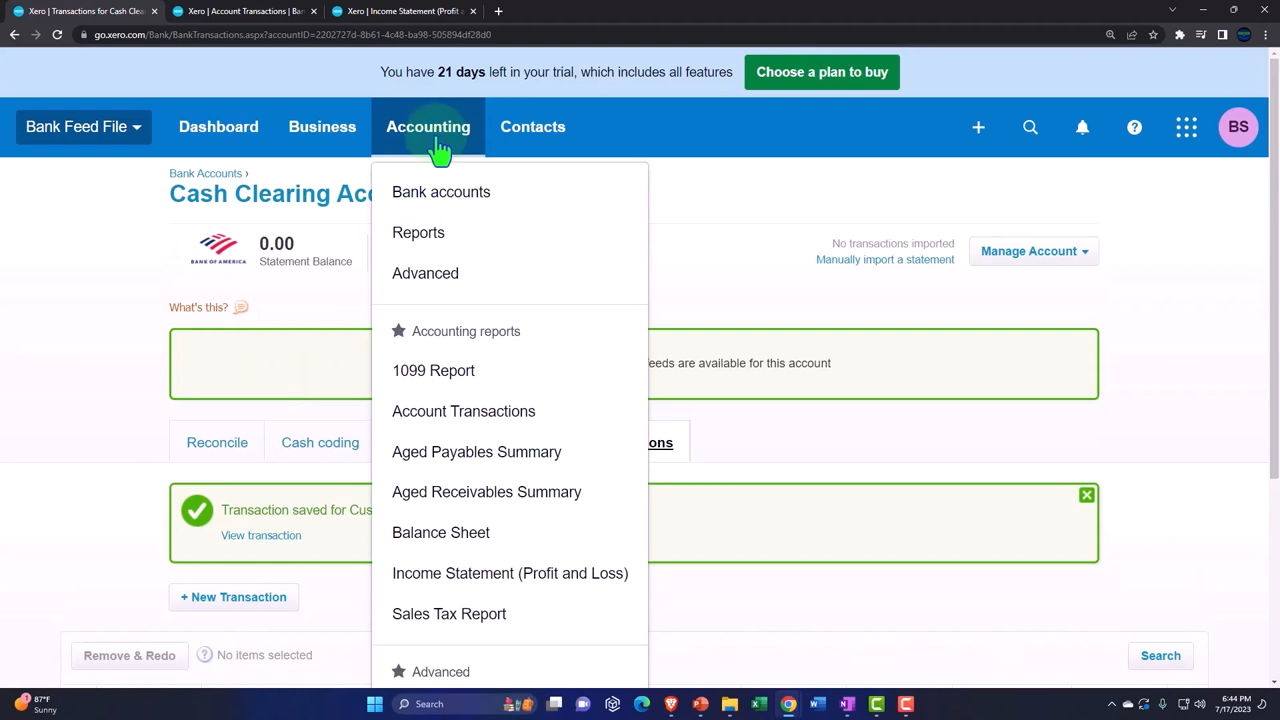 Xero | Transactions for Cash Clear
Xero | Account Transactions | Ban
Xero | Income Statement (Profit a
go.xero.com/Bank/BankTransactions.aspx?accountID=2202727d-8b61-4c48-ba98-505894df28d0
You have 21 days left in your trial, which includes all features
Choose a plan to buy
Bank Feed File
Dashboard
Business
Accounting
Contacts
BS
Bank Accounts ›
Cash Clearing Acc
Bank accounts
Reports
Advanced
BANK OF AMERICA
0.00
Statement Balance
No transactions imported
Manually import a statement
Manage Account
What's this?
Accounting reports
eeds are available for this account
1099 Report
Account Transactions
Reconcile
Cash coding
ons
Aged Payables Summary
Aged Receivables Summary
Transaction saved for Cus
View transaction
Balance Sheet
Income Statement (Profit and Loss)
+ New Transaction
Sales Tax Report
Remove & Redo
? No items selected
Search
Advanced
1
87°F
Sunny
Search
6:44 PM
7/17/2023